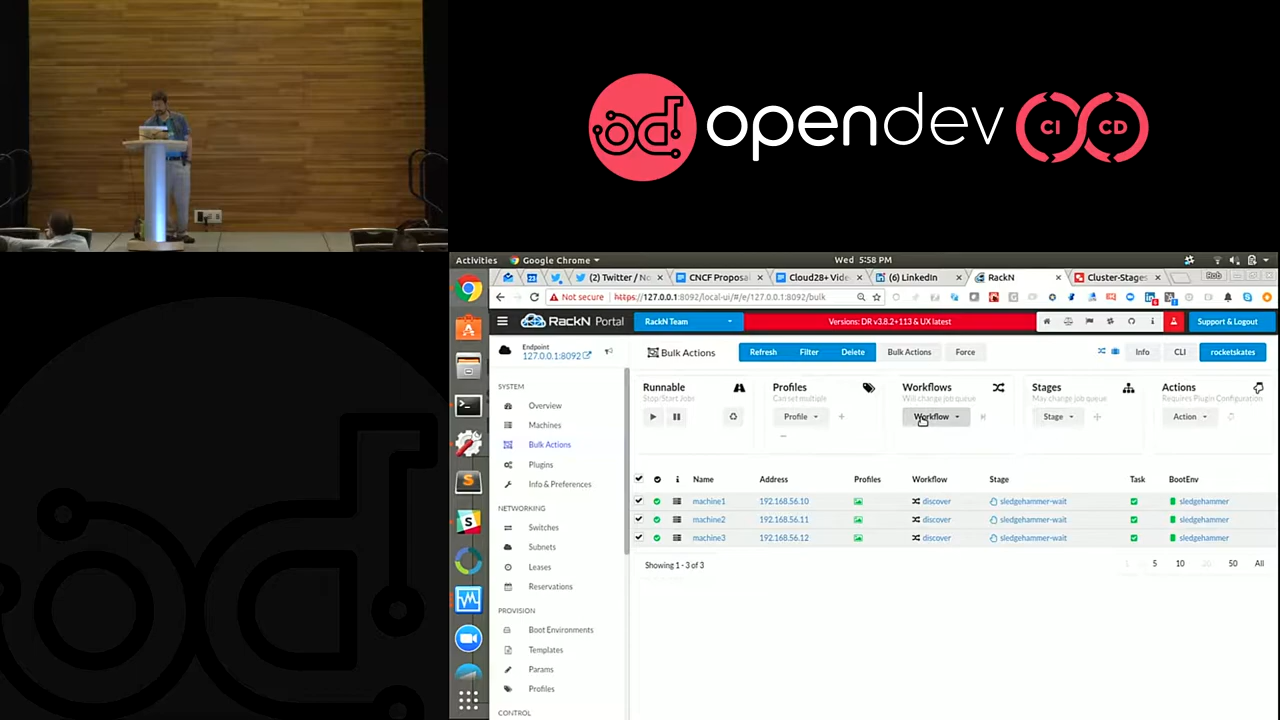 od opendev CI CD
Activities Google Chrome Wed 5:58 PM
(2) Twitter / No CNCF Proposa Cloud28+ Vide (6) LinkedIn RackN Cluster-Stages Rob
Not secure https://127.0.0.1:8092/local-ui/#/e/127.0.0.1:8092/bulk
RackN Portal RackN Team Versions: DR v3.8.2+113 & UX latest Support & Logout
Endpoint
127.0.0.1:8092
Bulk Actions Refresh Filter Delete Bulk Actions Force Info CLI rocketskates
SYSTEM
Overview
Machines
Bulk Actions
Plugins
Info & Preferences
NETWORKING
Switches
Subnets
Leases
Reservations
PROVISION
Boot Environments
Templates
Params
Profiles
CONTROL
Runnable Profiles Workflows Stages Actions
Stop/Start Jobs Can set multiple Will change job queue May change job queue Requires Plugin Configuration
Profile Workflow Stage Action
Name Address Profiles Workflow Stage Task BootEnv
machine1 192.168.56.10 discover sledgehammer-wait sledgehammer
machine2 192.168.56.11 discover sledgehammer-wait sledgehammer
machine3 192.168.56.12 discover sledgehammer-wait sledgehammer
Showing 1 - 3 of 3 1 5 10 20 50 All